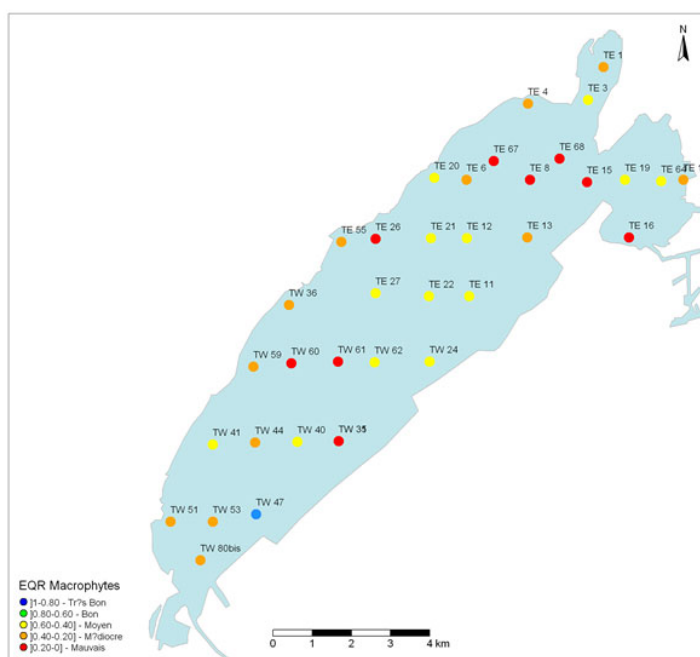 N
TE 1
TE 3
TE 4
TE 67
TE 68
TE 20
TE 6
TE 8
TE 15
TE 19
TE 64
TE 1
TE 55
TE 26
TE 21
TE 12
TE 13
TE 16
TW 36
TE 27
TE 22
TE 11
TW 59
TW 60
TW 61
TW 62
TW 24
TW 41
TW 44
TW 40
TW 51
TW 53
TW 47
TW 80bis
EQR Macrophytes
]1-0.80 - Tr?s Bon
]0.80-0.60 - Bon
]0.60-0.40] - Moyen
]0.40-0.20] - M?diocre
]0.20-0] - Mauvais
0 1 2 4 km